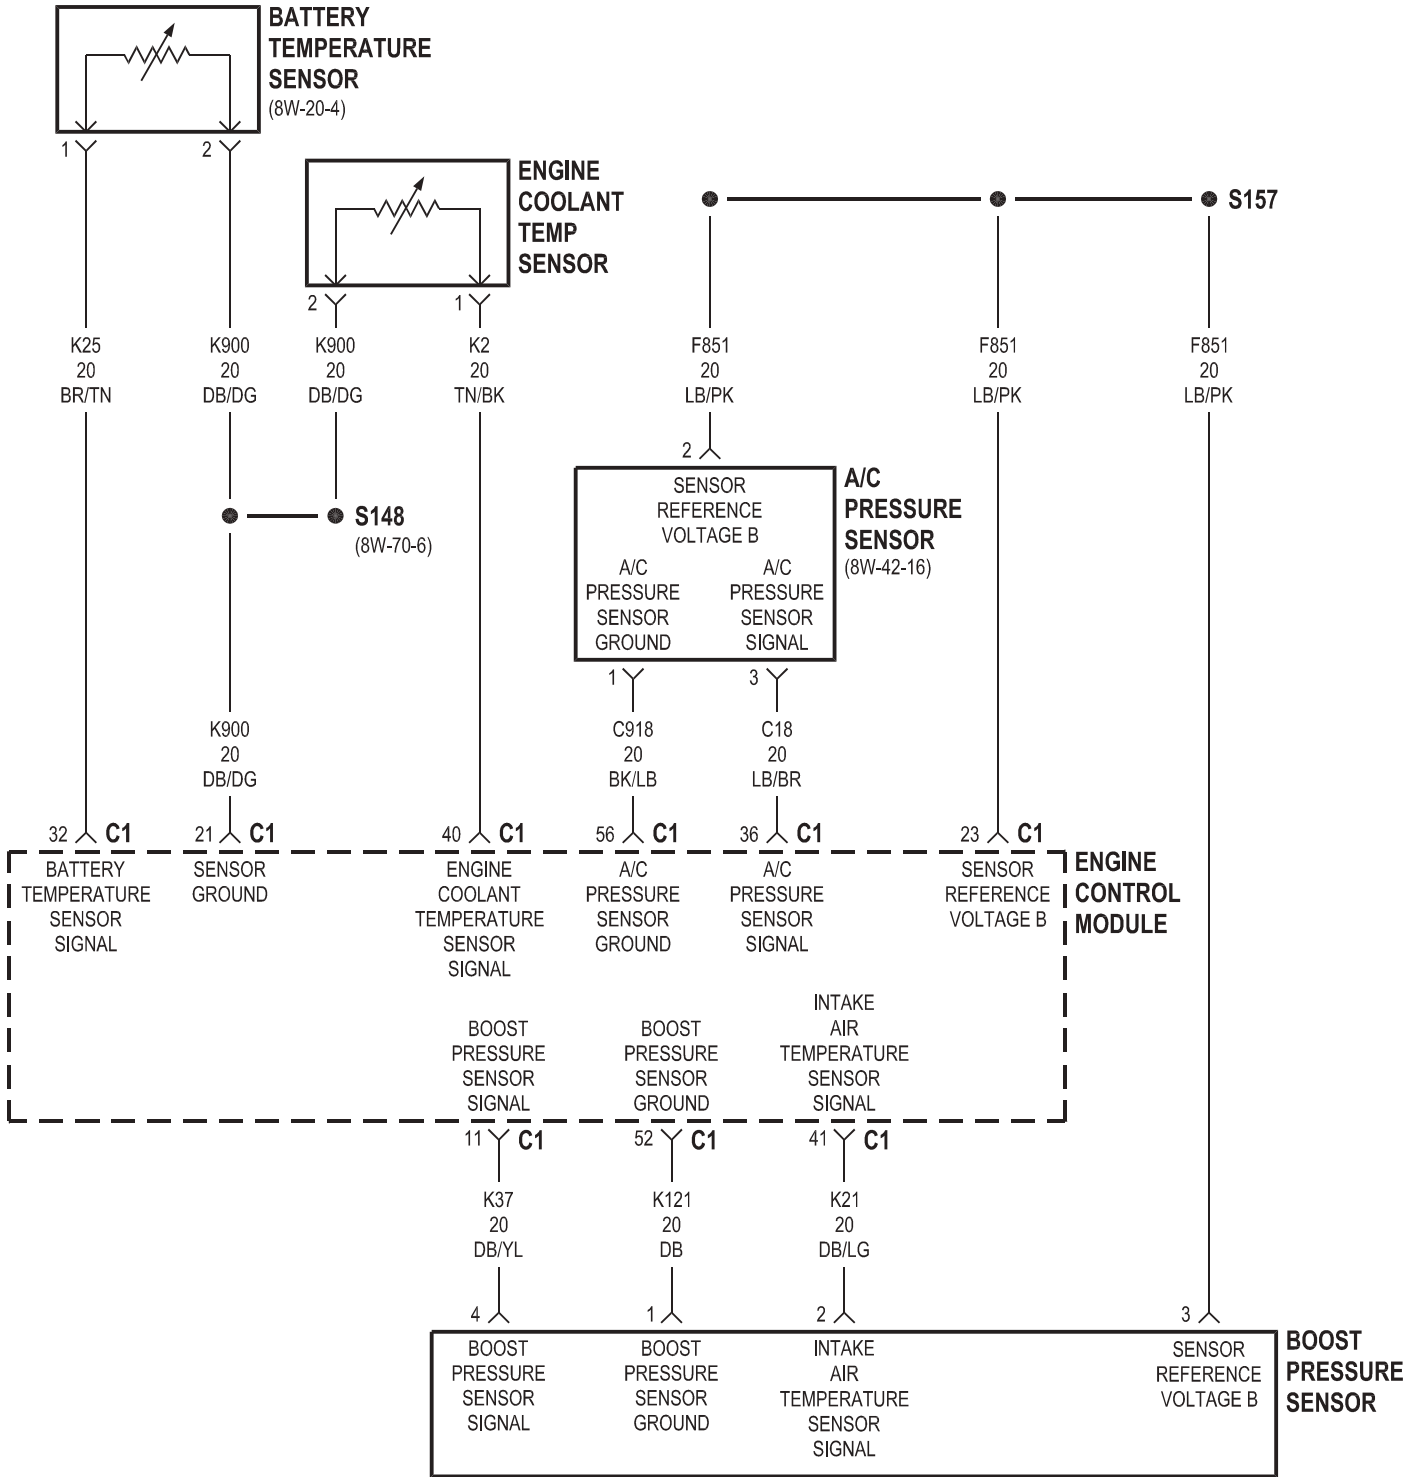 BATTERY
TEMPERATURE
SENSOR
(8W-20-4)
1
2
ENGINE
COOLANT
TEMP
SENSOR
2
1
S157
K25
20
BR/TN
K900
20
DB/DG
K900
20
DB/DG
K2
20
TN/BK
F851
20
LB/PK
F851
20
LB/PK
F851
20
LB/PK
2
SENSOR
REFERENCE
VOLTAGE B
A/C
PRESSURE
SENSOR
GROUND
A/C
PRESSURE
SENSOR
SIGNAL
A/C
PRESSURE
SENSOR
(8W-42-16)
S148
(8W-70-6)
1
3
K900
20
DB/DG
C918
20
BK/LB
C18
20
LB/BR
32 C1
21 C1
40 C1
56 C1
36 C1
23 C1
BATTERY
TEMPERATURE
SENSOR
SIGNAL
SENSOR
GROUND
ENGINE
COOLANT
TEMPERATURE
SENSOR
SIGNAL
A/C
PRESSURE
SENSOR
GROUND
A/C
PRESSURE
SENSOR
SIGNAL
SENSOR
REFERENCE
VOLTAGE B
ENGINE
CONTROL
MODULE
BOOST
PRESSURE
SENSOR
SIGNAL
BOOST
PRESSURE
SENSOR
GROUND
INTAKE
AIR
TEMPERATURE
SENSOR
SIGNAL
11 C1
52 C1
41 C1
K37
20
DB/YL
K121
20
DB
K21
20
DB/LG
4
1
2
3
BOOST
PRESSURE
SENSOR
SIGNAL
BOOST
PRESSURE
SENSOR
GROUND
INTAKE
AIR
TEMPERATURE
SENSOR
SIGNAL
SENSOR
REFERENCE
VOLTAGE B
BOOST
PRESSURE
SENSOR